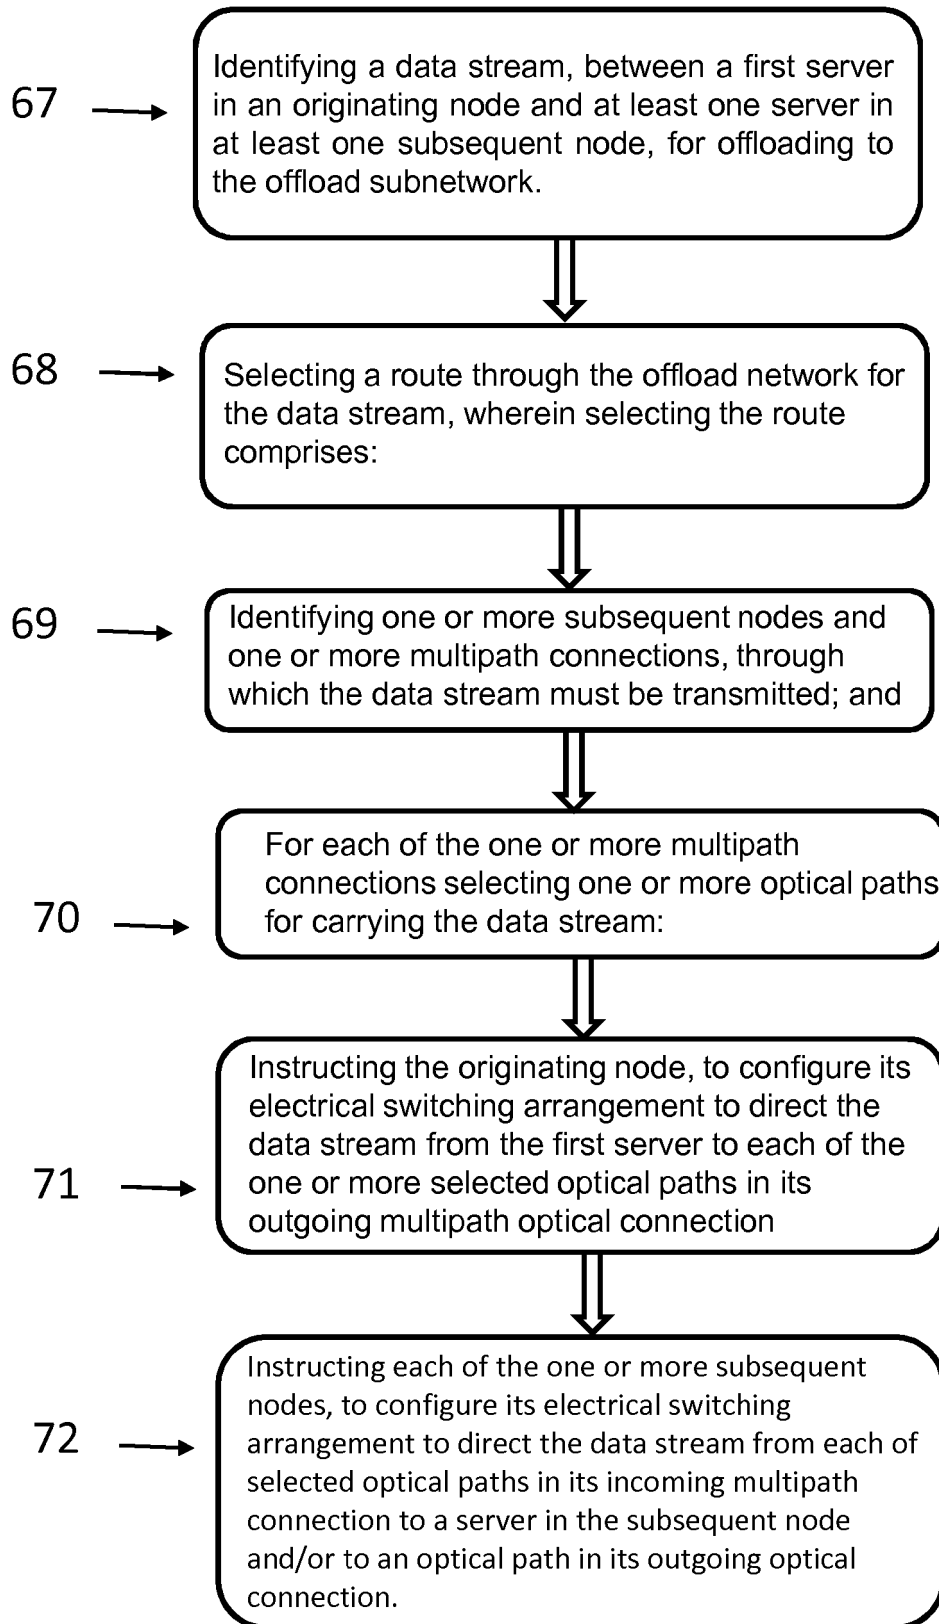 67
Identifying a data stream, between a first server
in an originating node and at least one server in
at least one subsequent node, for offloading to
the offload subnetwork.
68
Selecting a route through the offload network for
the data stream, wherein selecting the route
comprises:
69
Identifying one or more subsequent nodes and
one or more multipath connections, through
which the data stream must be transmitted; and
70
For each of the one or more multipath
connections selecting one or more optical paths
for carrying the data stream:
71
Instructing the originating node, to configure its
electrical switching arrangement to direct the
data stream from the first server to each of the
one or more selected optical paths in its
outgoing multipath optical connection
72
Instructing each of the one or more subsequent
nodes, to configure its electrical switching
arrangement to direct the data stream from each of
selected optical paths in its incoming multipath
connection to a server in the subsequent node
and/or to an optical path in its outgoing optical
connection.